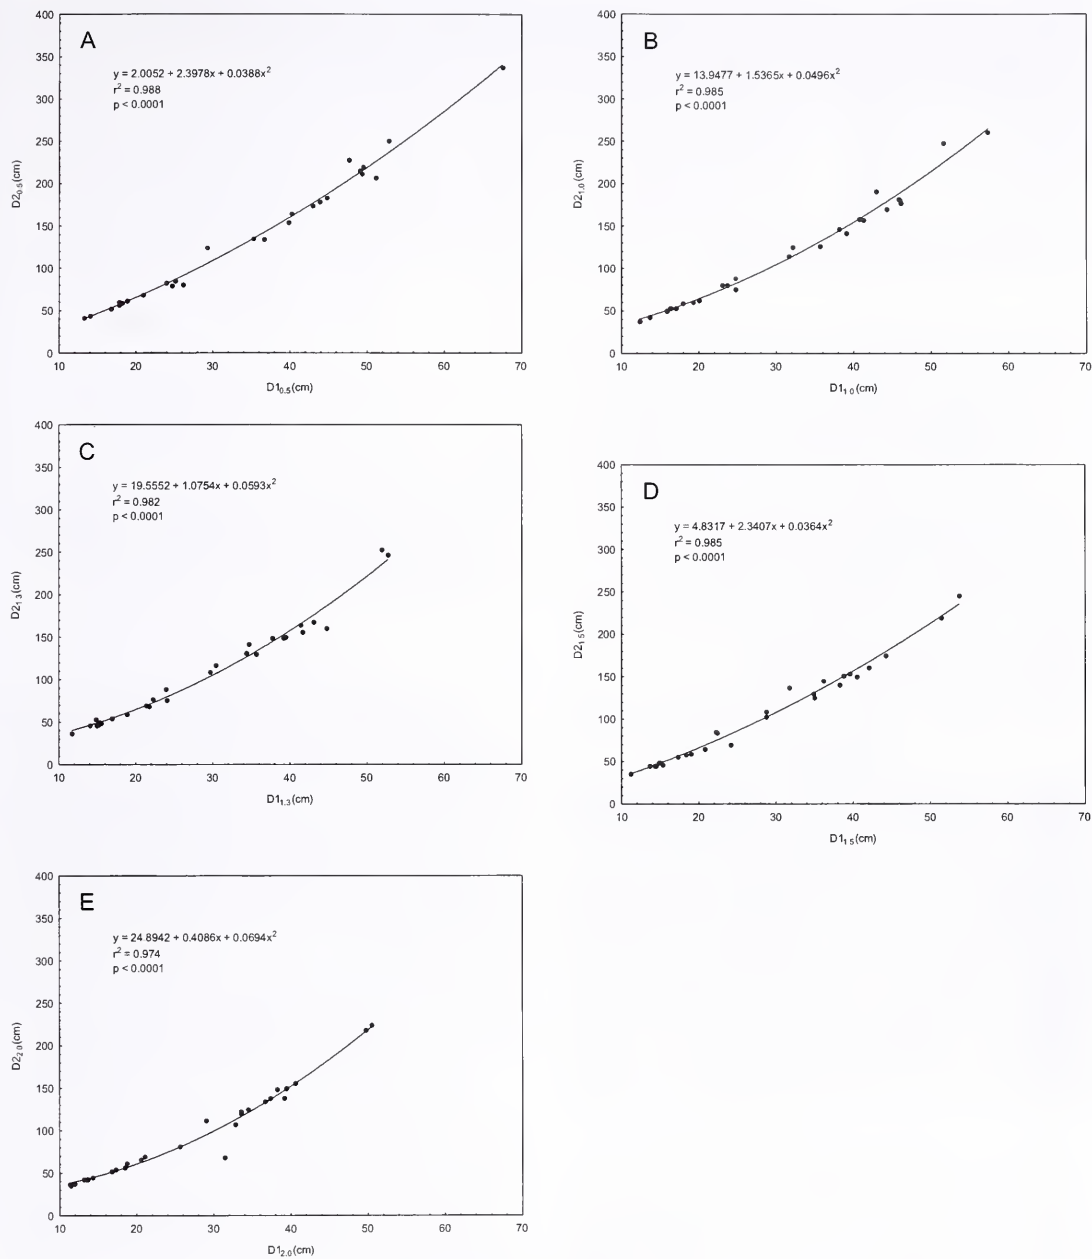 A
y = 2.0052 + 2.3978x + 0.0388x²
r² = 0.988
p < 0.0001
400
350
300
250
200
150
100
50
0
D2₀.₅(cm)
10 20 30 40 50 60 70
D1₀.₅(cm)
B
y = 13.9477 + 1.5365x + 0.0496x²
r² = 0.985
p < 0.0001
400
350
300
250
200
150
100
50
0
D2₁.₀(cm)
10 20 30 40 50 60 70
D1₁.₀(cm)
C
y = 19.5552 + 1.0754x + 0.0593x²
r² = 0.982
p < 0.0001
400
350
300
250
200
150
100
50
0
D2₁.₃(cm)
10 20 30 40 50 60 70
D1₁.₃(cm)
D
y = 4.8317 + 2.3407x + 0.0364x²
r² = 0.985
p < 0.0001
400
350
300
250
200
150
100
50
0
D2₁.₅(cm)
10 20 30 40 50 60 70
D1₁.₅(cm)
E
y = 24.8942 + 0.4086x + 0.0694x²
r² = 0.974
p < 0.0001
400
350
300
250
200
150
100
50
0
D2₂.₀(cm)
10 20 30 40 50 60 70
D1₂.₀(cm)